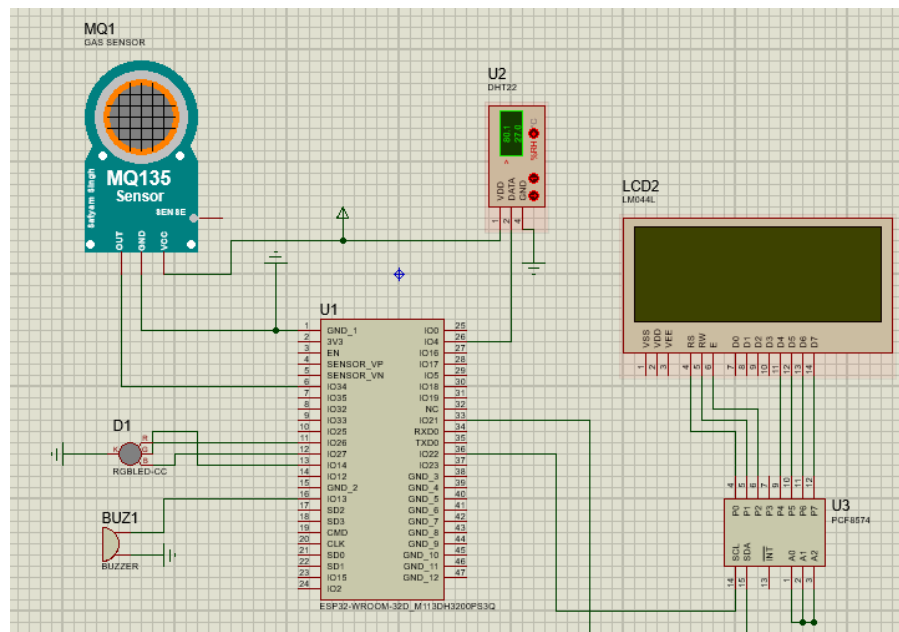 MQ1
GAS SENSOR
MQ135
Sensor
Satyam Singh
SENSE
OUT
GND
VCC
U2
DHT22
80.1
27.0
>
%RH
°C
VDD
DATA
GND
1
2
4
LCD2
LM044L
VSS
VDD
VEE
RS
RW
E
D0
D1
D2
D3
D4
D5
D6
D7
1
2
3
4
5
6
7
8
9
10
11
12
13
14
U1
1 GND_1 IO0 25
2 3V3 IO4 26
3 EN IO16 27
4 SENSOR_VP IO17 28
5 SENSOR_VN IO5 29
6 IO34 IO18 30
7 IO35 IO19 31
8 IO32 NC 32
9 IO33 IO21 33
10 IO25 RXD0 34
11 IO26 TXD0 35
12 IO27 IO22 36
13 IO14 IO23 37
14 IO12 GND_3 38
15 GND_2 GND_4 39
16 IO13 GND_5 40
17 SD2 GND_6 41
18 SD3 GND_7 42
19 CMD GND_8 43
20 CLK GND_9 44
21 SD0 GND_10 45
22 SD1 GND_11 46
23 IO15 GND_12 47
24 IO2
ESP32-WROOM-32D_M113DH3200PS3Q
D1
K
R
G
B
RGBLED-CC
BUZ1
BUZZER
U3
PCF8574
4
5
6
7
9
10
11
12
P0
P1
P2
P3
P4
P5
P6
P7
SCL
SDA
INT
A0
A1
A2
14
15
13
1
2
3